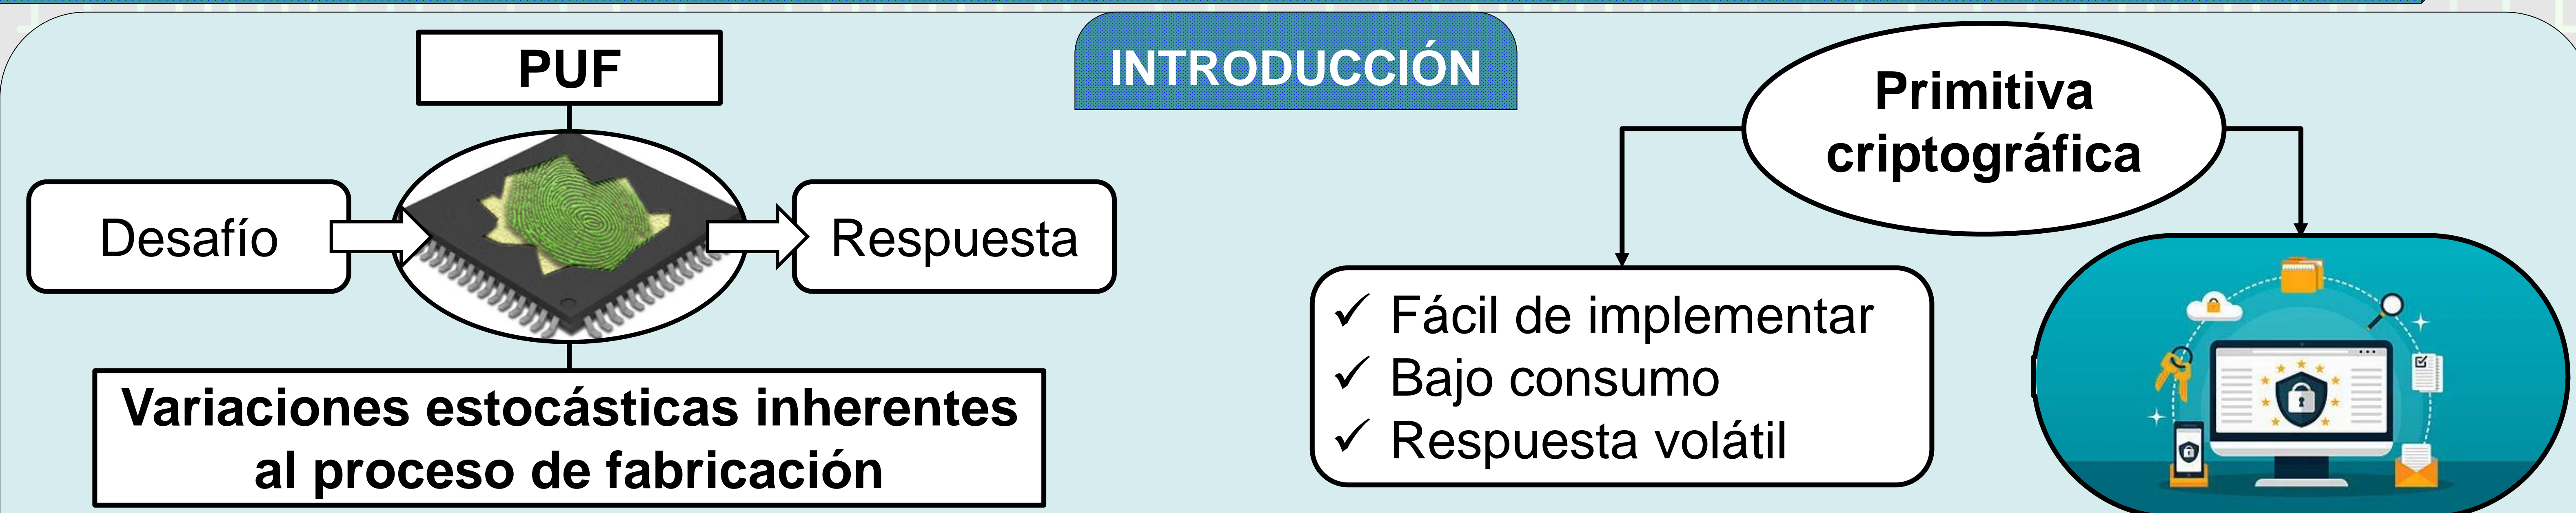 INTRODUCCIÓN
PUF
Desafío
Respuesta
Variaciones estocásticas inherentes
al proceso de fabricación
Primitiva
criptográfica
✓ Fácil de implementar
✓ Bajo consumo
✓ Respuesta volátil